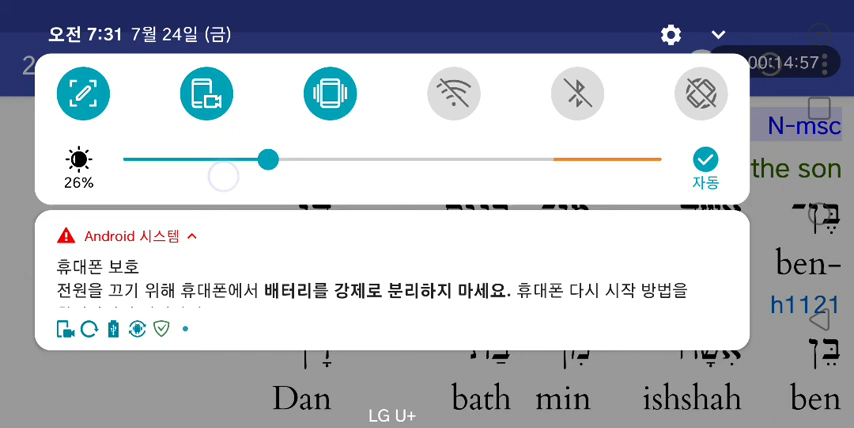 오전 7:31 7월 24일 (금)
2
00:14:57
N-msc
26%
자동
the son
Android 시스템
휴대폰 보호
전원을 끄기 위해 휴대폰에서 배터리를 강제로 분리하지 마세요. 휴대폰 다시 시작 방법을
ben-
h1121
בֵּן
Dan bath min ishshah ben
LG U+